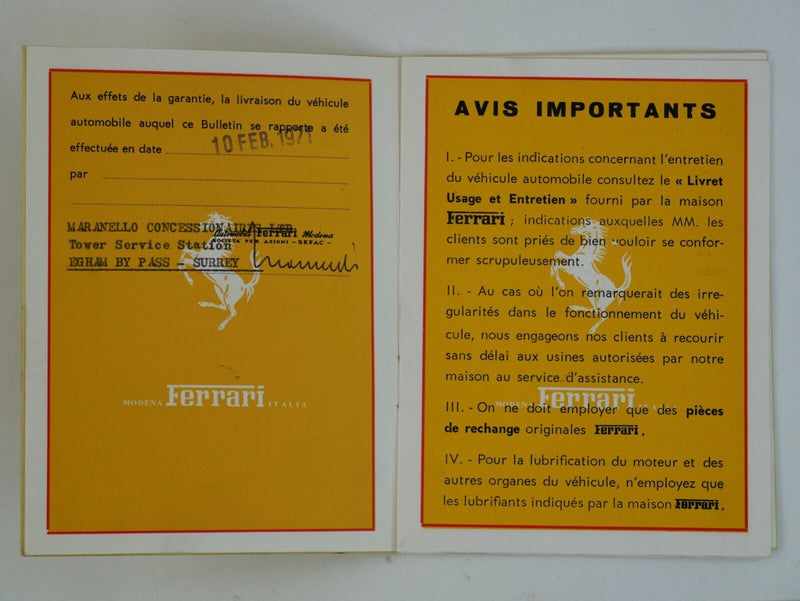 Aux effets de la garantie, la livraison du véhicule
automobile auquel ce Bulletin se rapporte a été
effectuée en date 10 FEB. 1971
par
MARANELLO CONCESSIONAIRES LTD.
Automobili Ferrari Modena
SOCIETA PER AZIONI - SEFAC -
Tower Service Station
EGHAM BY PASS - SURREY
MODENA Ferrari ITALIA
AVIS IMPORTANTS
I. - Pour les indications concernant l'entretien
du véhicule automobile consultez le « Livret
Usage et Entretien » fourni par la maison
Ferrari ; indications auxquelles MM. les
clients sont priés de bien vouloir se confor-
mer scrupuleusement.
II. - Au cas où l'on remarquerait des irre-
gularités dans le fonctionnement du véhi-
cule, nous engageons nos clients à recourir
sans délai aux usines autorisées par notre
maison au service d'assistance.
MODENA Ferrari ITALIA
III. - On ne doit employer que des pièces
de rechange originales Ferrari.
IV. - Pour la lubrification du moteur et des
autres organes du véhicule, n'employez que
les lubrifiants indiqués par la maison Ferrari.